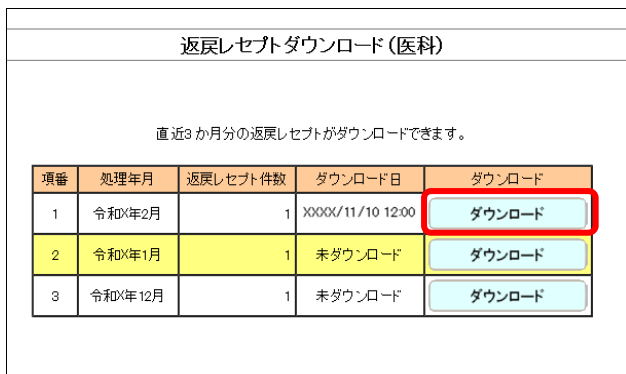 返戻レセプトダウンロード(医科)
直近3か月分の返戻レセプトがダウンロードできます。
項番 処理年月 返戻レセプト件数 ダウンロード日 ダウンロード
1 令和X年2月 1 XXXX/11/10 12:00 ダウンロード
2 令和X年1月 1 未ダウンロード ダウンロード
3 令和X年12月 1 未ダウンロード ダウンロード